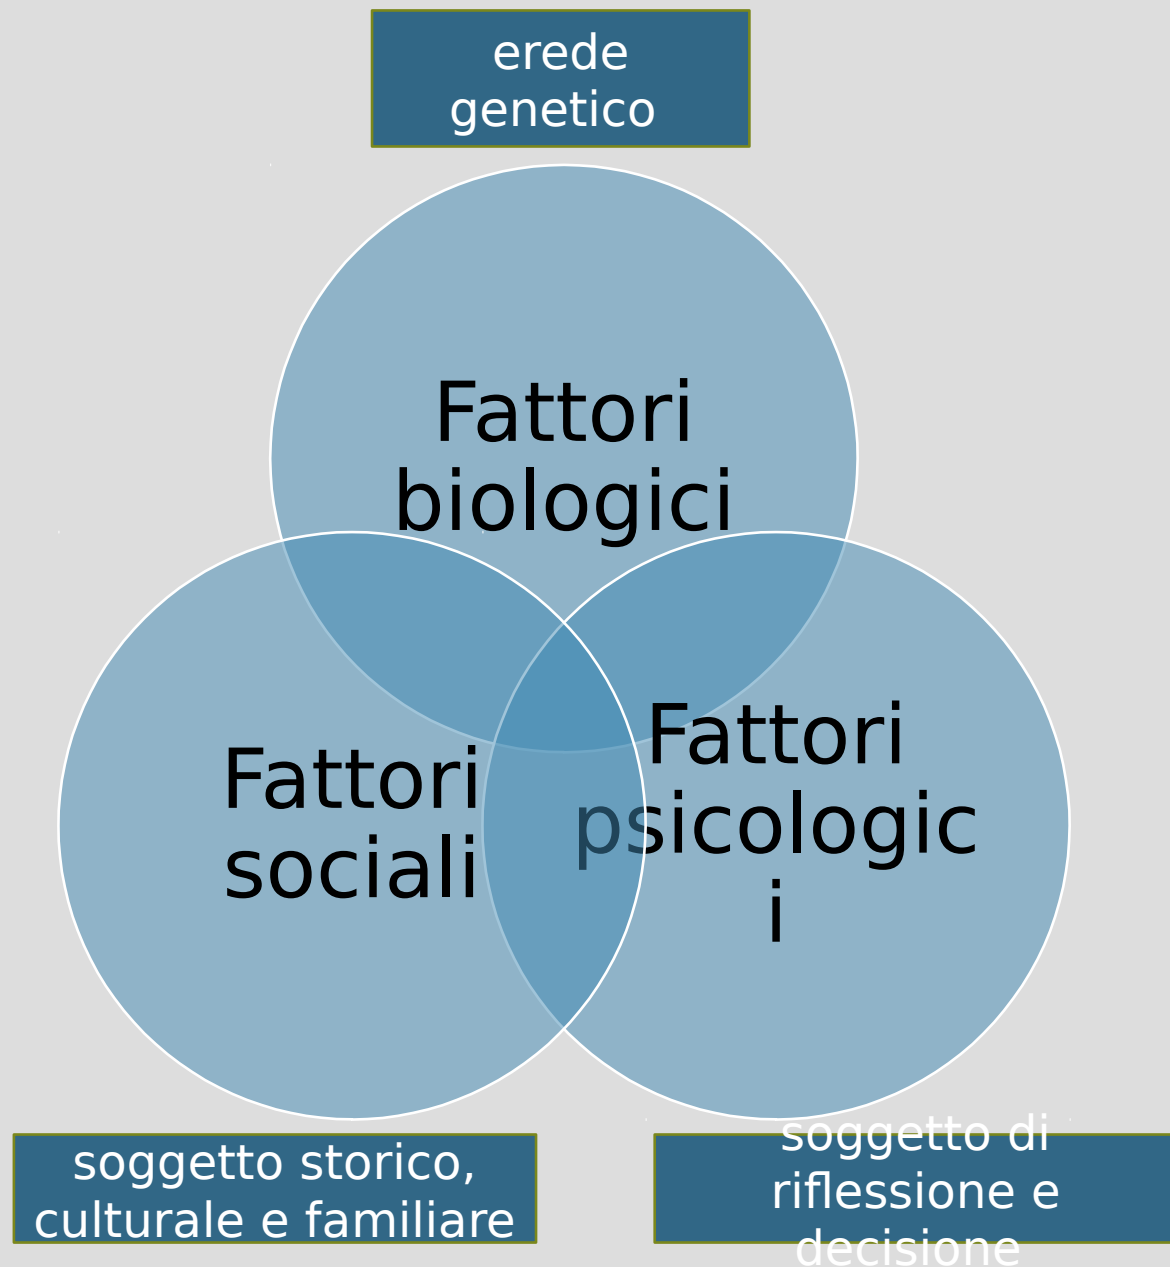 erede
genetico
Fattori
biologici
Fattori
sociali
Fattori
psicologic
i
soggetto storico,
culturale e familiare
soggetto di
riflessione e
decisione